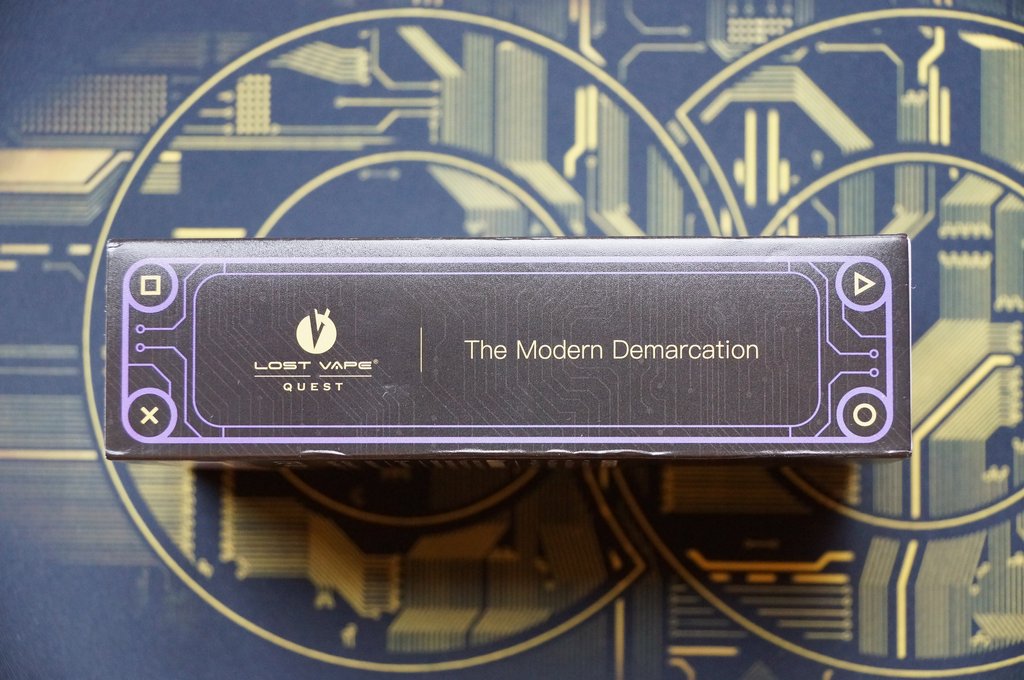 LOST VAPE®
QUEST
The Modern Demarcation